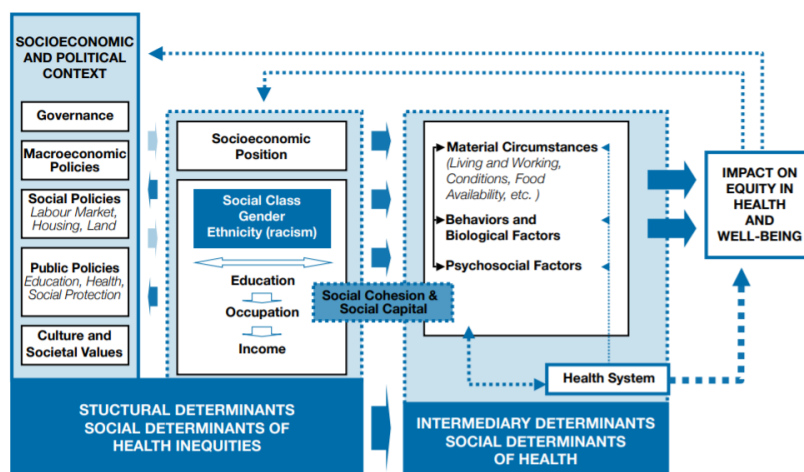 SOCIOECONOMIC
AND POLITICAL
CONTEXT
Governance
Macroeconomic
Policies
Social Policies
Labour Market,
Housing, Land
Public Policies
Education, Health,
Social Protection
Culture and
Societal Values
Socioeconomic
Position
Social Class
Gender
Ethnicity (racism)
Education
Occupation
Income
Social Cohesion &
Social Capital
Material Circumstances
(Living and Working,
Conditions, Food
Availability, etc. )
Behaviors and
Biological Factors
Psychosocial Factors
Health System
IMPACT ON
EQUITY IN
HEALTH
AND
WELL-BEING
STUCTURAL DETERMINANTS
SOCIAL DETERMINANTS OF
HEALTH INEQUITIES
INTERMEDIARY DETERMINANTS
SOCIAL DETERMINANTS
OF HEALTH